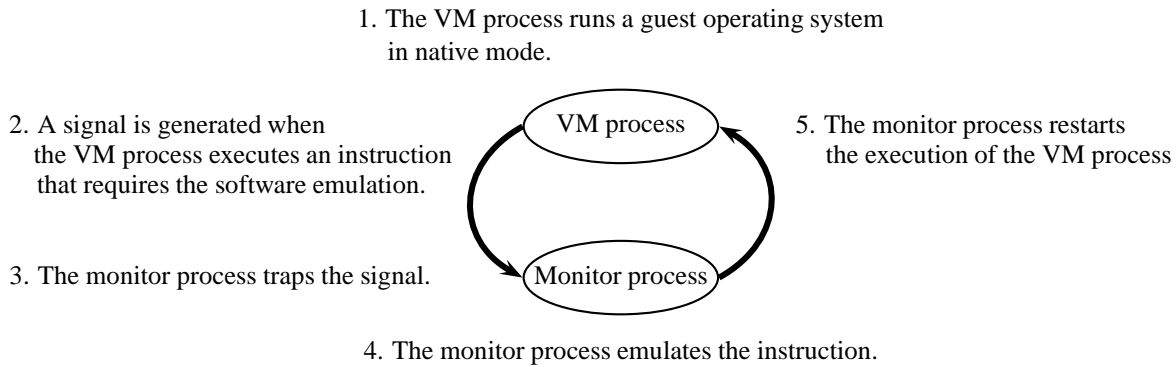 1. The VM process runs a guest operating system
in native mode.
2. A signal is generated when
the VM process executes an instruction
that requires the software emulation.
VM process
5. The monitor process restarts
the execution of the VM process
3. The monitor process traps the signal.
Monitor process
4. The monitor process emulates the instruction.